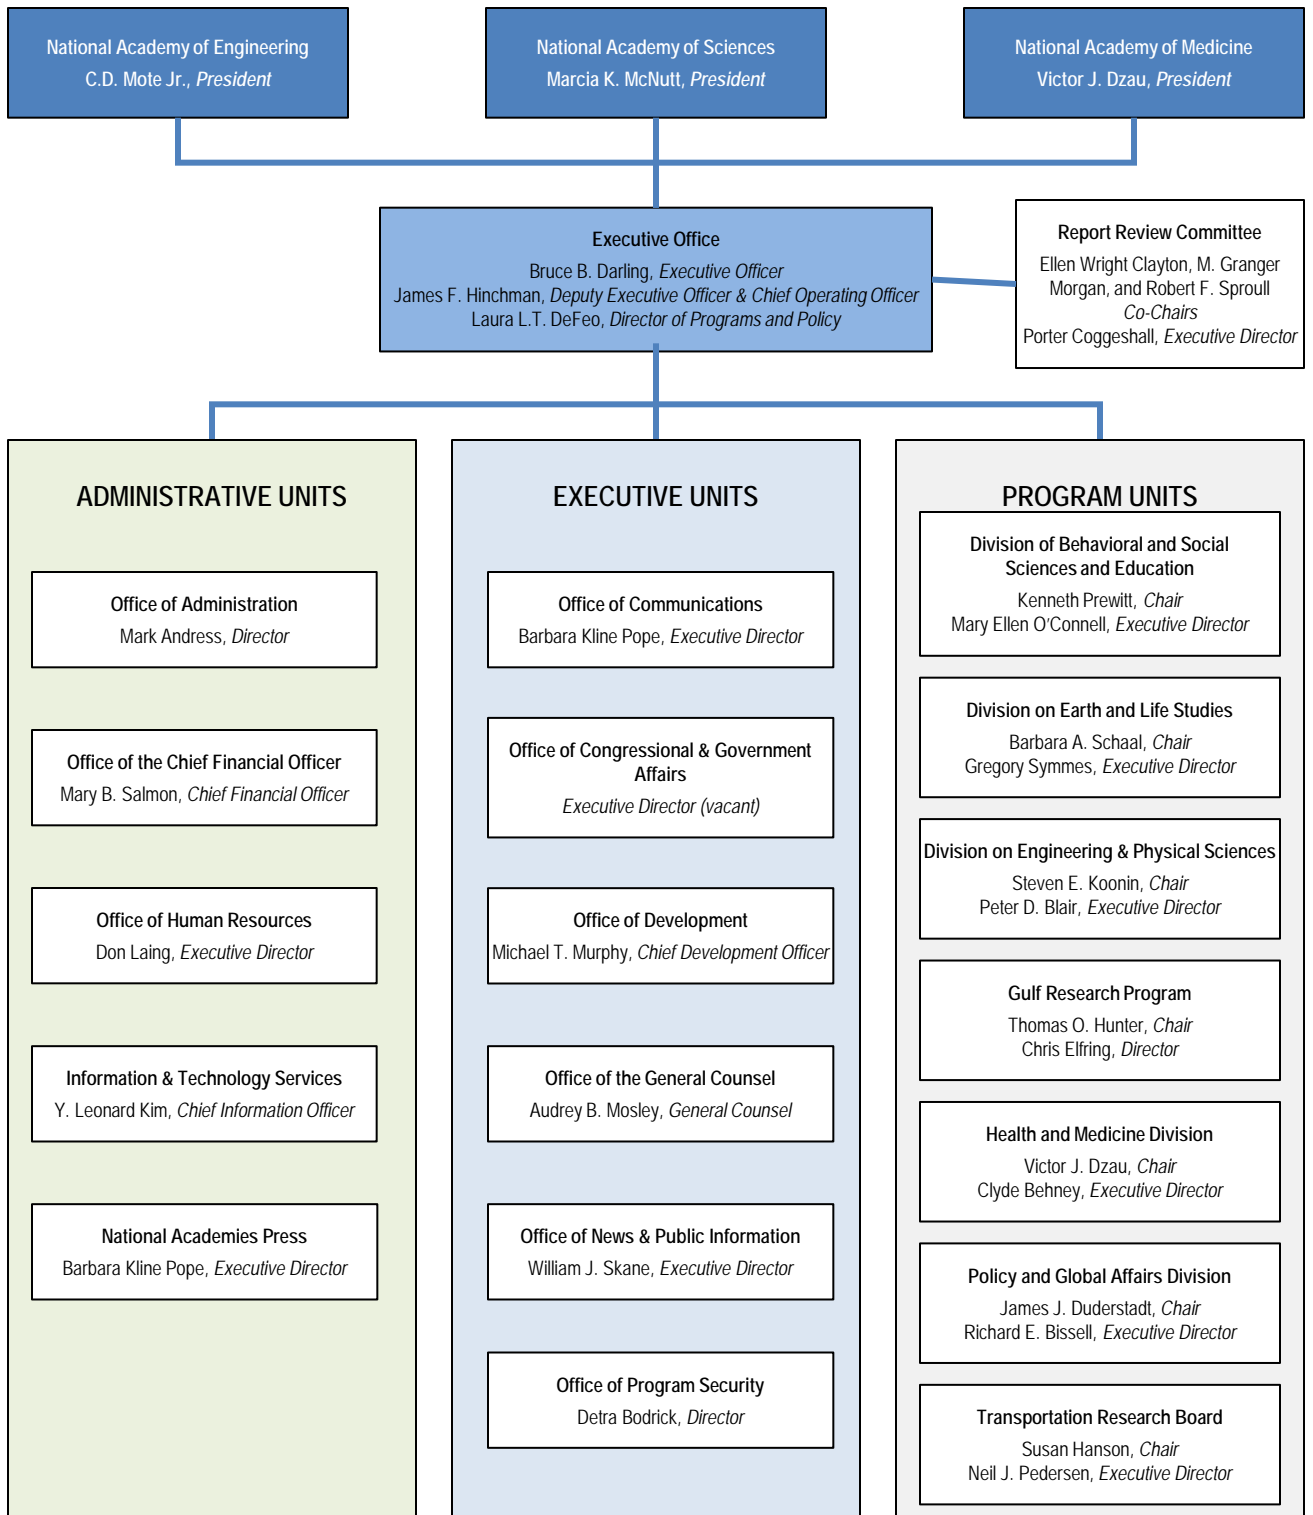 National Academy of Engineering
C.D. Mote Jr., President
National Academy of Sciences
Marcia K. McNutt, President
National Academy of Medicine
Victor J. Dzau, President
Executive Office
Bruce B. Darling, Executive Officer
James F. Hinchman, Deputy Executive Officer & Chief Operating Officer
Laura L.T. DeFeo, Director of Programs and Policy
Report Review Committee
Ellen Wright Clayton, M. Granger
Morgan, and Robert F. Sproull
Co-Chairs
Porter Coggeshall, Executive Director
ADMINISTRATIVE UNITS
Office of Administration
Mark Andress, Director
Office of the Chief Financial Officer
Mary B. Salmon, Chief Financial Officer
Office of Human Resources
Don Laing, Executive Director
Information & Technology Services
Y. Leonard Kim, Chief Information Officer
National Academies Press
Barbara Kline Pope, Executive Director
EXECUTIVE UNITS
Office of Communications
Barbara Kline Pope, Executive Director
Office of Congressional & Government
Affairs
Executive Director (vacant)
Office of Development
Michael T. Murphy, Chief Development Officer
Office of the General Counsel
Audrey B. Mosley, General Counsel
Office of News & Public Information
William J. Skane, Executive Director
Office of Program Security
Detra Bodrick, Director
PROGRAM UNITS
Division of Behavioral and Social
Sciences and Education
Kenneth Prewitt, Chair
Mary Ellen O'Connell, Executive Director
Division on Earth and Life Studies
Barbara A. Schaal, Chair
Gregory Symmes, Executive Director
Division on Engineering & Physical Sciences
Steven E. Koonin, Chair
Peter D. Blair, Executive Director
Gulf Research Program
Thomas O. Hunter, Chair
Chris Elfring, Director
Health and Medicine Division
Victor J. Dzau, Chair
Clyde Behney, Executive Director
Policy and Global Affairs Division
James J. Duderstadt, Chair
Richard E. Bissell, Executive Director
Transportation Research Board
Susan Hanson, Chair
Neil J. Pedersen, Executive Director